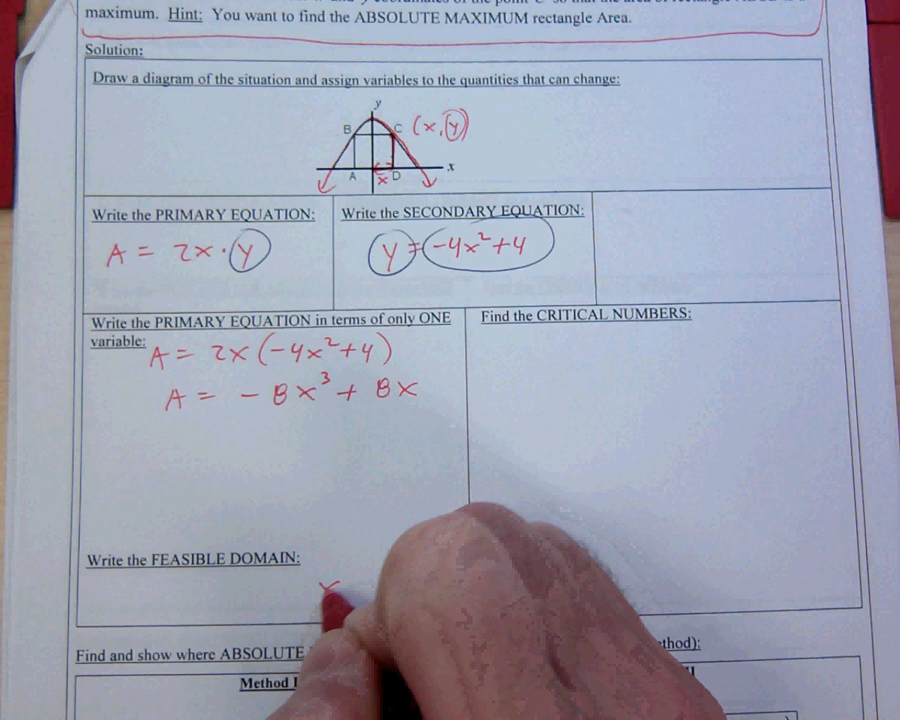 maximum. Hint: You want to find the ABSOLUTE MAXIMUM rectangle Area.
Solution:
Draw a diagram of the situation and assign variables to the quantities that can change:
y
B C (x, y)
x
A x D
Write the PRIMARY EQUATION:
A = 2x · y
Write the SECONDARY EQUATION:
y = -4x²+4
Write the PRIMARY EQUATION in terms of only ONE
variable:
A = 2x(-4x²+4)
A = -8x³ + 8x
Find the CRITICAL NUMBERS:
Write the FEASIBLE DOMAIN:
x
Find and show where ABSOLUTE
Method I